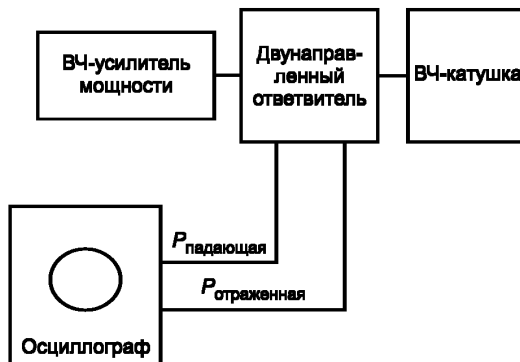 ВЧ-усилитель
мощности
Двунаправ-
ленный
ответвитель
ВЧ-катушка
Pпадающая
Pотраженная
Осциллограф